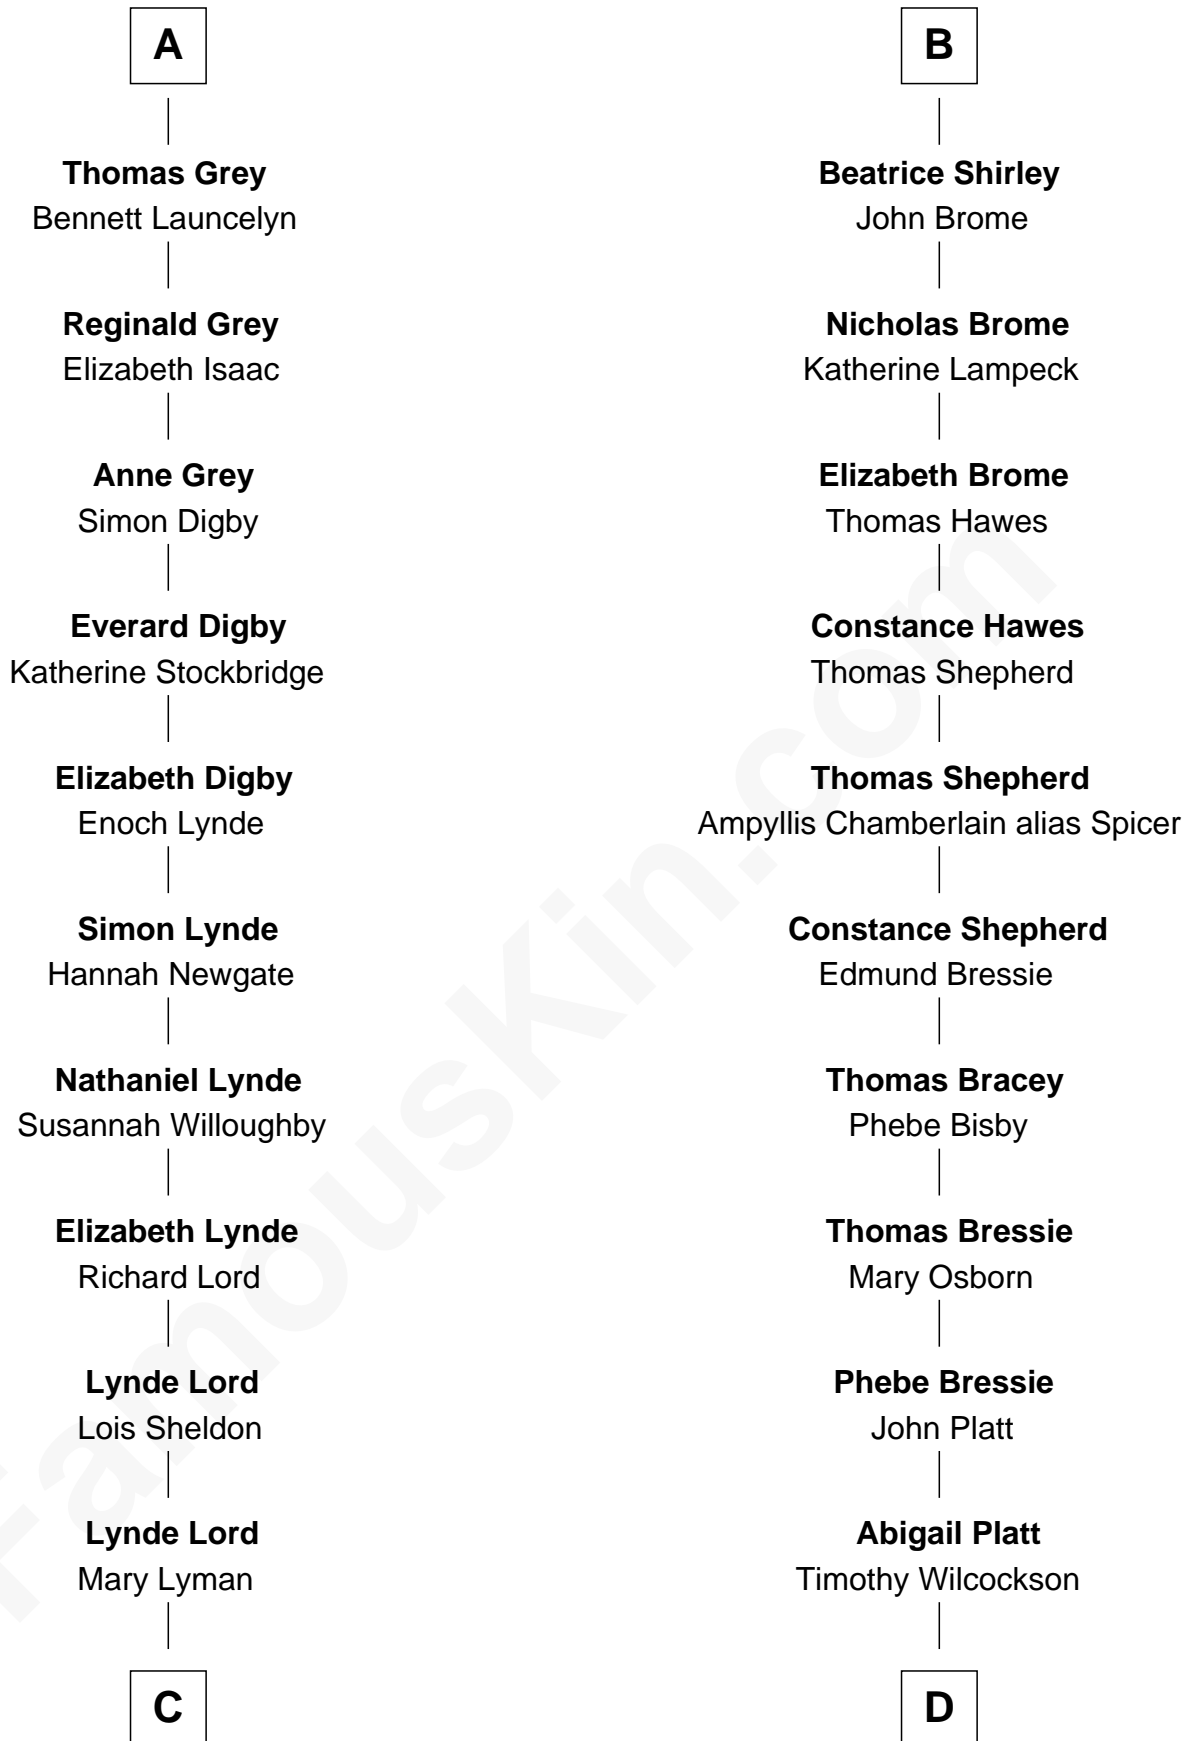 A
Thomas Grey
Bennett Launcelyn
Reginald Grey
Elizabeth Isaac
Anne Grey
Simon Digby
Everard Digby
Katherine Stockbridge
Elizabeth Digby
Enoch Lynde
Simon Lynde
Hannah Newgate
Nathaniel Lynde
Susannah Willoughby
Elizabeth Lynde
Richard Lord
Lynde Lord
Lois Sheldon
Lynde Lord
Mary Lyman
C
B
Beatrice Shirley
John Brome
Nicholas Brome
Katherine Lampeck
Elizabeth Brome
Thomas Hawes
Constance Hawes
Thomas Shepherd
Thomas Shepherd
Ampyllis Chamberlain alias Spicer
Constance Shepherd
Edmund Bressie
Thomas Bracey
Phebe Bisby
Thomas Bressie
Mary Osborn
Phebe Bressie
John Platt
Abigail Platt
Timothy Wilcockson
D
FamousKin.com